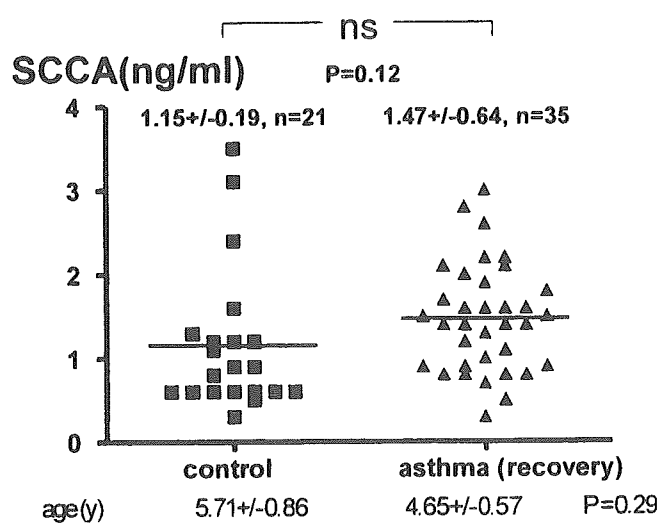 ns
SCCA(ng/ml)
P=0.12
4
1.15+/-0.19, n=21
1.47+/-0.64, n=35
3
2
1
0
control
asthma (recovery)
age(y)
5.71+/-0.86
4.65+/-0.57
P=0.29